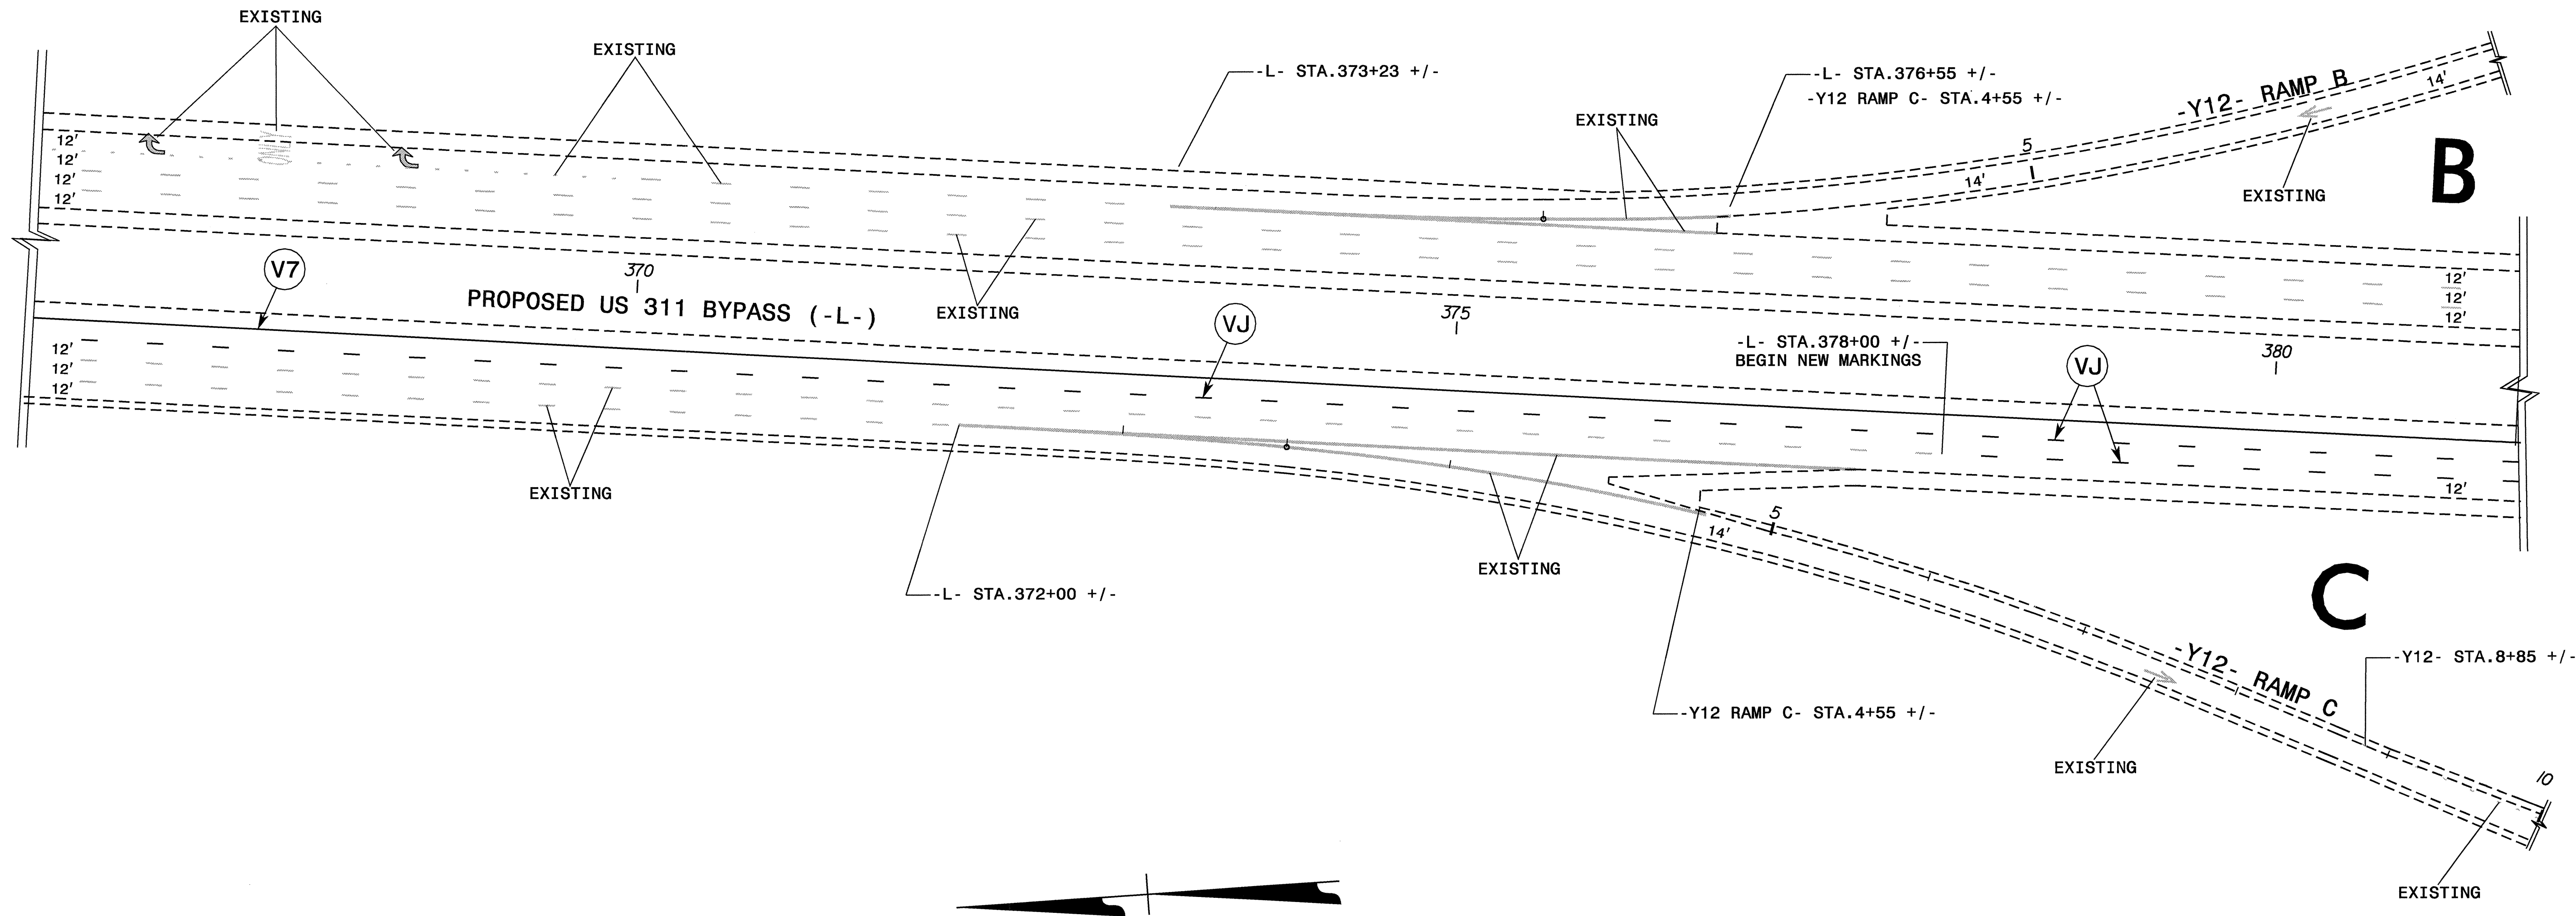 EXISTING
EXISTING
-L- STA.373+23 +/-
-L- STA.376+55 +/-
-Y12 RAMP C- STA.4+55 +/-
EXISTING
-Y12- RAMP B
14'
EXISTING
B
5
14'
12'
12'
12'
12'
ONLY
V7
370
PROPOSED US 311 BYPASS (-L-)
EXISTING
VJ
375
-L- STA.378+00 +/-
BEGIN NEW MARKINGS
VJ
380
12'
12'
12'
12'
12'
12'
EXISTING
12'
5
14'
EXISTING
-L- STA.372+00 +/-
C
-Y12- STA.8+85 +/-
-Y12- RAMP C
-Y12 RAMP C- STA.4+55 +/-
EXISTING
10
EXISTING